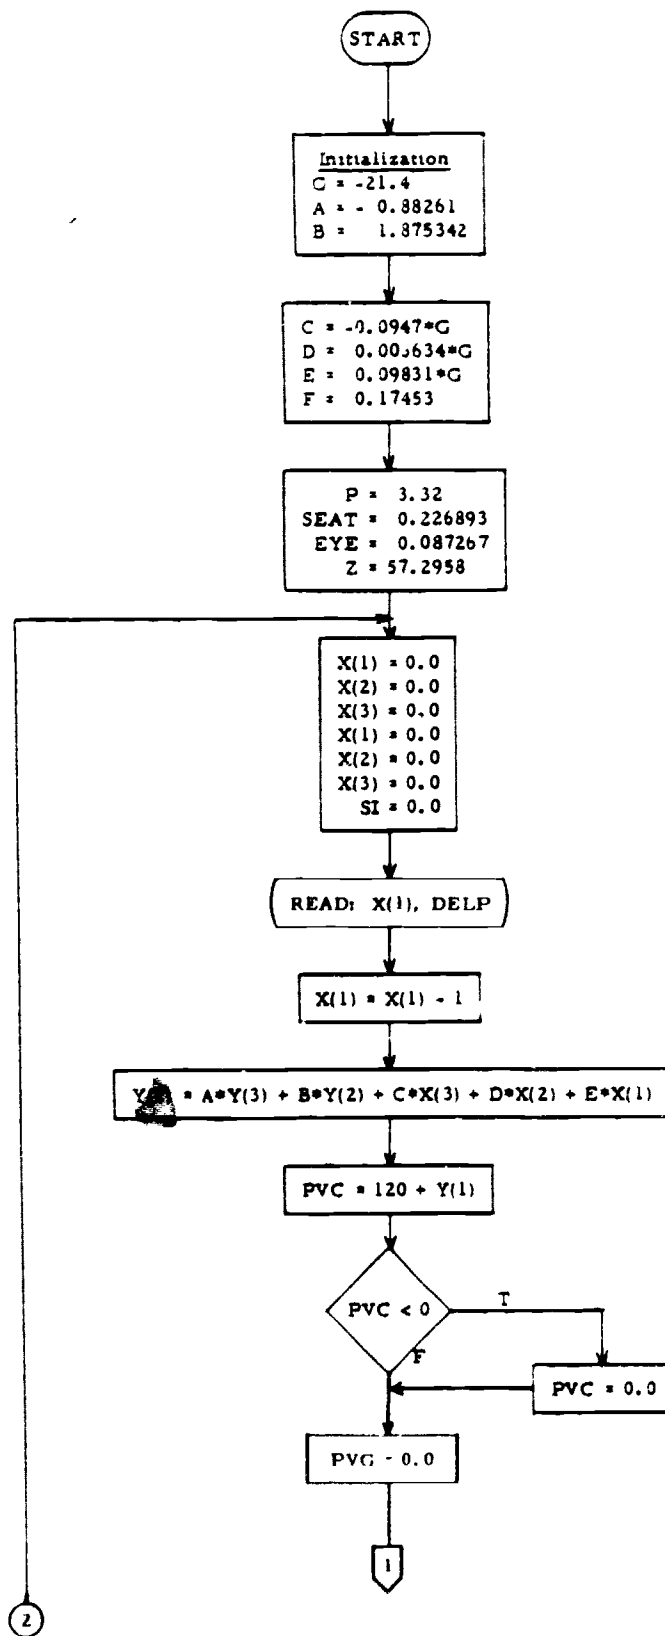 START
Initialization
G = -21.4
A = - 0.88261
B = 1.875342
C = -0.0947*G
D = *G
E = 0.09831*G
F = 0.17453
P = 3.32
SEAT = 0.226893
EYE = 0.087267
Z = 57.2958
X(1) = 0.0
X(2) = 0.0
X(3) = 0.0
X(1) = 0.0
X(2) = 0.0
X(3) = 0.0
SI = 0.0
READ: X(1), DELP
X(1) = X(1) - 1
= A*Y(3) + B*Y(2) + C*X(3) + D*X(2) + E*X(1)
PVC = 120 + Y(1)
PVC < 0
T
F
PVC = 0.0
PVG - 0.0
1
2